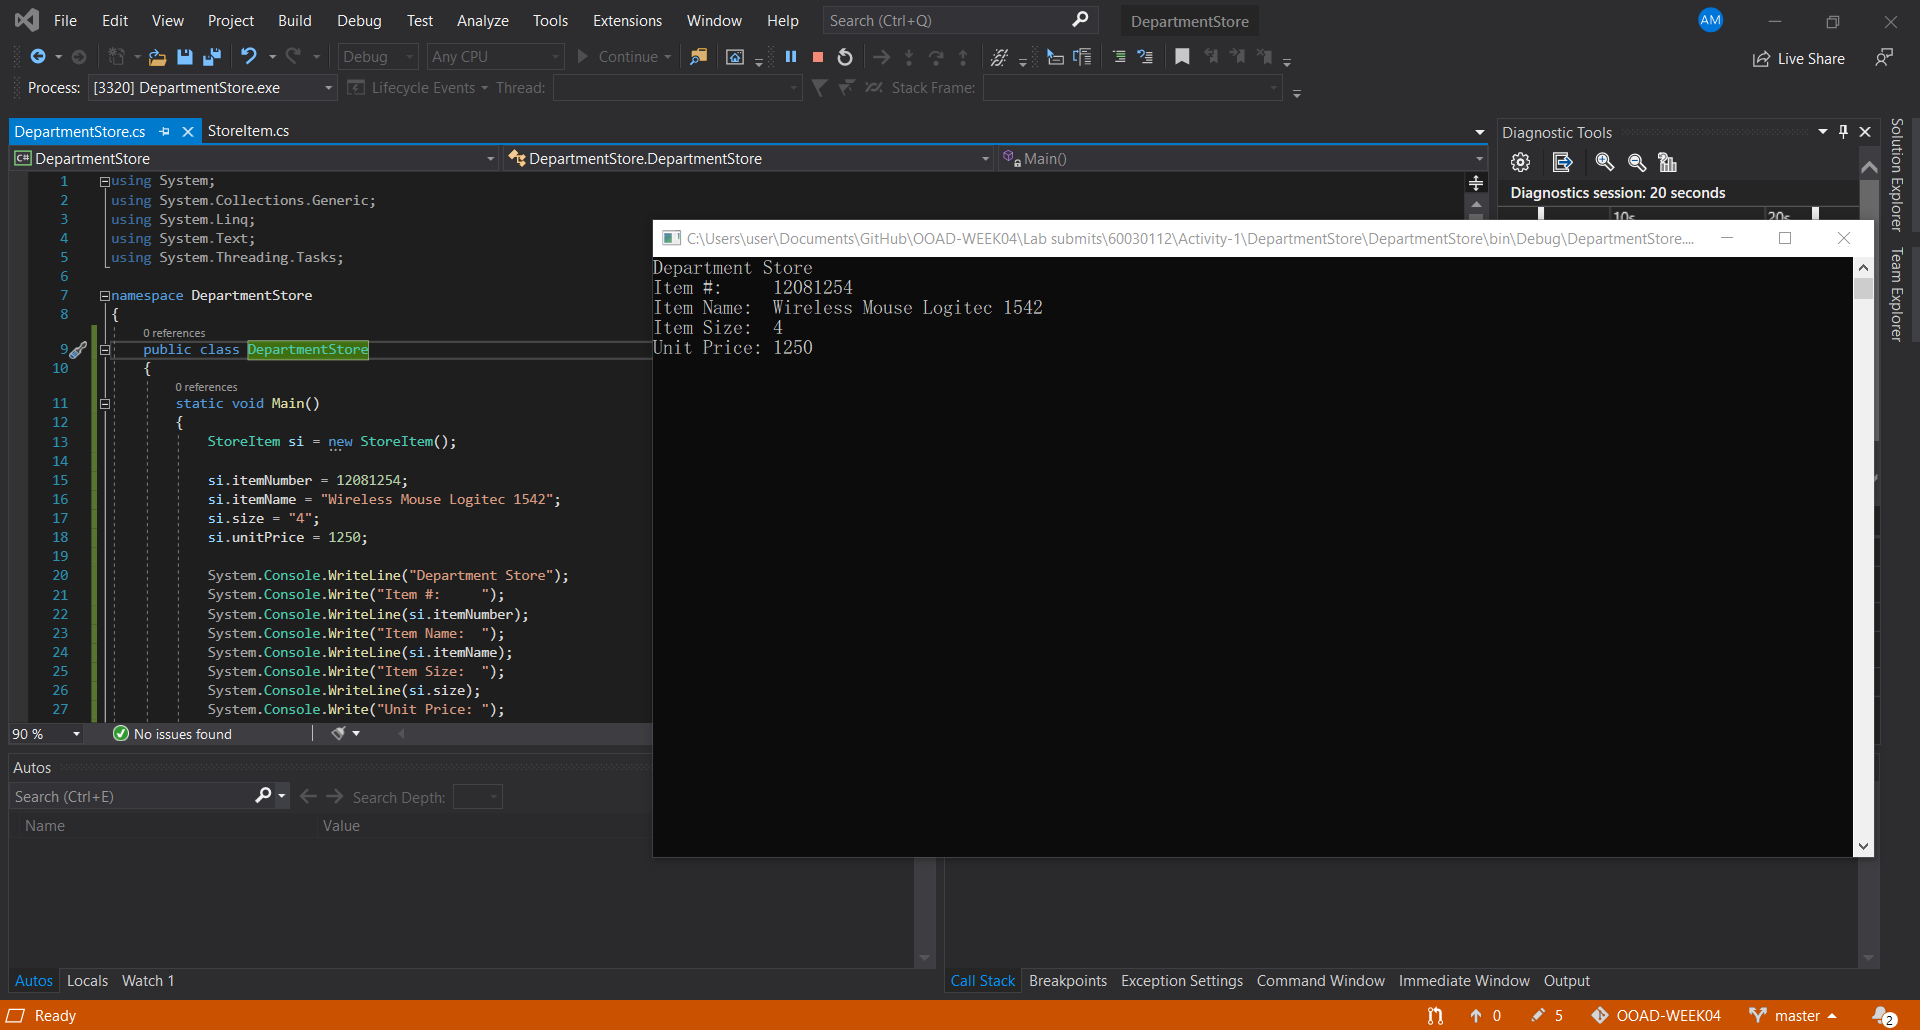 File Edit View Project Build Debug Test Analyze Tools Extensions Window Help Search (Ctrl+Q) DepartmentStore AM
Debug Any CPU Continue Live Share
Process: [3320] DepartmentStore.exe Lifecycle Events Thread: Stack Frame:
DepartmentStore.cs StoreItem.cs
C# DepartmentStore DepartmentStore.DepartmentStore Main()
1 using System;
2 using System.Collections.Generic;
3 using System.Linq;
4 using System.Text;
5 using System.Threading.Tasks;
6
7 namespace DepartmentStore
8 {
0 references
9 public class DepartmentStore
10 {
0 references
11 static void Main()
12 {
13 StoreItem si = new StoreItem();
14
15 si.itemNumber = 12081254;
16 si.itemName = "Wireless Mouse Logitec 1542";
17 si.size = "4";
18 si.unitPrice = 1250;
19
20 System.Console.WriteLine("Department Store");
21 System.Console.Write("Item #:     ");
22 System.Console.WriteLine(si.itemNumber);
23 System.Console.Write("Item Name:  ");
24 System.Console.WriteLine(si.itemName);
25 System.Console.Write("Item Size:  ");
26 System.Console.WriteLine(si.size);
27 System.Console.Write("Unit Price: ");
90 % No issues found
C:\Users\user\Documents\GitHub\OOAD-WEEK04\Lab submits\60030112\Activity-1\DepartmentStore\DepartmentStore\bin\Debug\DepartmentStore....
Department Store
Item #:     12081254
Item Name:  Wireless Mouse Logitec 1542
Item Size:  4
Unit Price: 1250
Diagnostic Tools
Diagnostics session: 20 seconds
10s 20s
Solution Explorer
Team Explorer
Autos
Search (Ctrl+E) Search Depth:
Name Value
Autos Locals Watch 1
Call Stack Breakpoints Exception Settings Command Window Immediate Window Output
Ready 0 5 OOAD-WEEK04 master 2